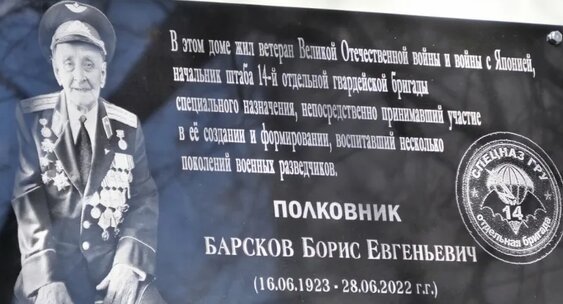 В этом доме жил ветеран Великой Отечественной войны и войны с Японией,
начальник штаба 14-й отдельной гвардейской бригады
специального назначения, непосредственно принимавший участие
в её создании и формировании, воспитавший несколько
поколений военных разведчиков.
ПОЛКОВНИК
БАРСКОВ БОРИС ЕВГЕНЬЕВИЧ
(16.06.1923 - 28.06.2022 г.г.)
СПЕЦНАЗ ГРУ
14
отдельная бригада